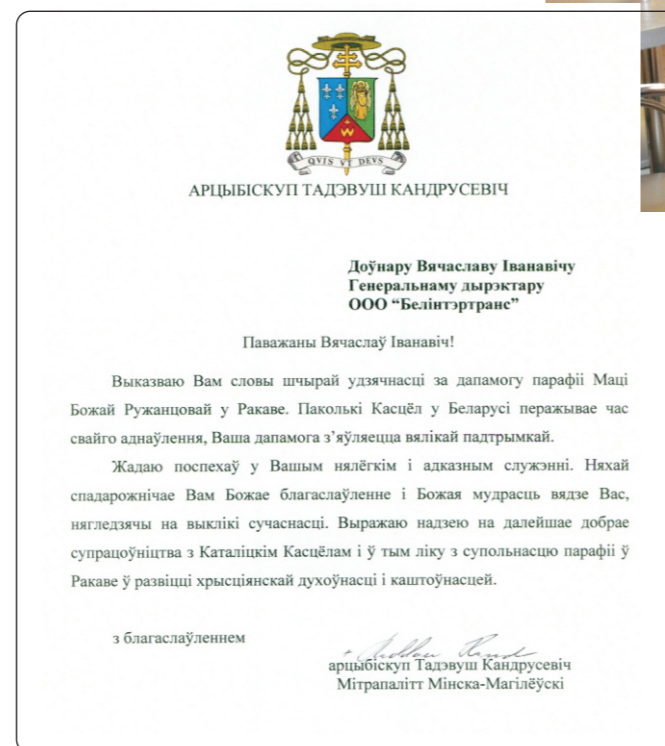 QVIS VT DEVS
АРЦЫБІСКУП ТАДЭВУШ КАНДРУСЕВІЧ
Доўнару Вячаславу Іванавічу
Генеральнаму дырэктару
ООО “Белінтэртранс”
Паважаны Вячаслаў Іванавіч!
Выказваю Вам словы шчырай удзячнасці за дапамогу парафіі Маці
Божай Ружанцовай у Ракаве. Паколькі Касцёл у Беларусі перажывае час
свайго аднаўлення, Ваша дапамога з’яўляецца вялікай падтрымкай.
Жадаю поспехаў у Вашым нялёгкім і адказным служэнні. Няхай
спадарожнічае Вам Божае благаслаўленне і Божая мудрасць вядзе Вас,
нягледзячы на выклікі сучаснасці. Выражаю надзею на далейшае добрае
супрацоўніцтва з Каталіцкім Касцёлам і ў тым ліку з супольнасцю парафіі ў
Ракаве ў развіцці хрысціянскай духоўнасці і каштоўнасцей.
з благаслаўленнем
арцыбіскуп Тадэвуш Кандрусевіч
Мітрапалітт Мінска-Магілёўскі